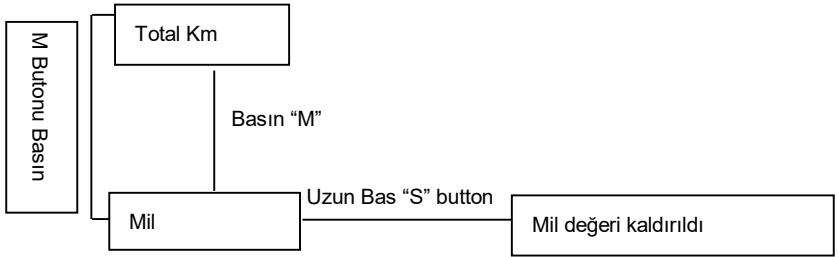 Total Km
M Butonu Basın
Basın “M”
Uzun Bas “S” button
Mil
Mil değeri kaldırıldı